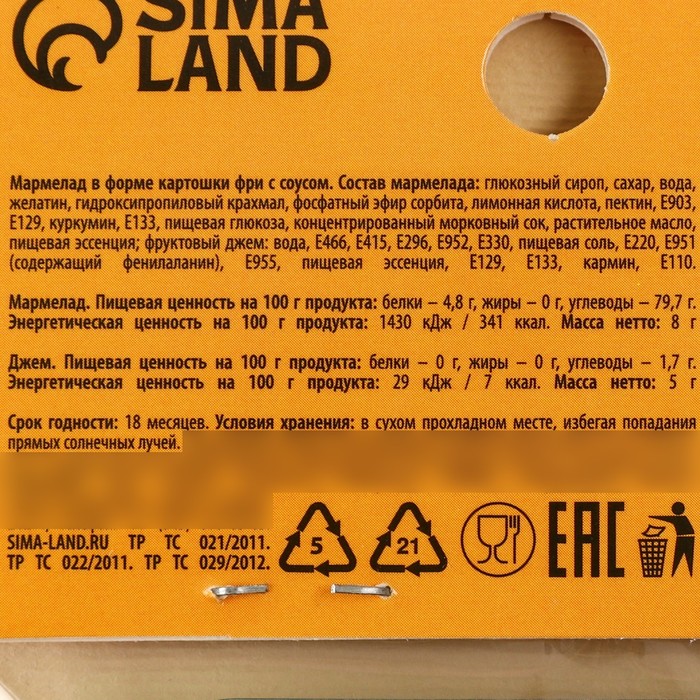 SIMA
LAND
Мармелад в форме картошки фри с соусом. Состав мармелада: глюкозный сироп, сахар, вода,
желатин, гидроксипропиловый крахмал, фосфатный эфир сорбита, лимонная кислота, пектин, Е903,
Е129, куркумин, Е133, пищевая глюкоза, концентрированный морковный сок, растительное масло,
пищевая эссенция; фруктовый джем: вода, Е466, Е415, Е296, Е952, Е330, пищевая соль, Е220, Е951
(содержащий фенилаланин), Е955, пищевая эссенция, Е129, Е133, кармин, Е110.
Мармелад. Пищевая ценность на 100 г продукта: белки – 4,8 г, жиры – 0 г, углеводы – 79,7 г.
Энергетическая ценность на 100 г продукта: 1430 кДж / 341 ккал. Масса нетто: 8 г
Джем. Пищевая ценность на 100 г продукта: белки – 0 г, жиры – 0 г, углеводы – 1,7 г.
Энергетическая ценность на 100 г продукта: 29 кДж / 7 ккал. Масса нетто: 5 г
Срок годности: 18 месяцев. Условия хранения: в сухом прохладном месте, избегая попадания
прямых солнечных лучей.
SIMA-LAND.RU ТР ТС 021/2011.
ТР ТС 022/2011. ТР ТС 029/2012.
5
21
EAC